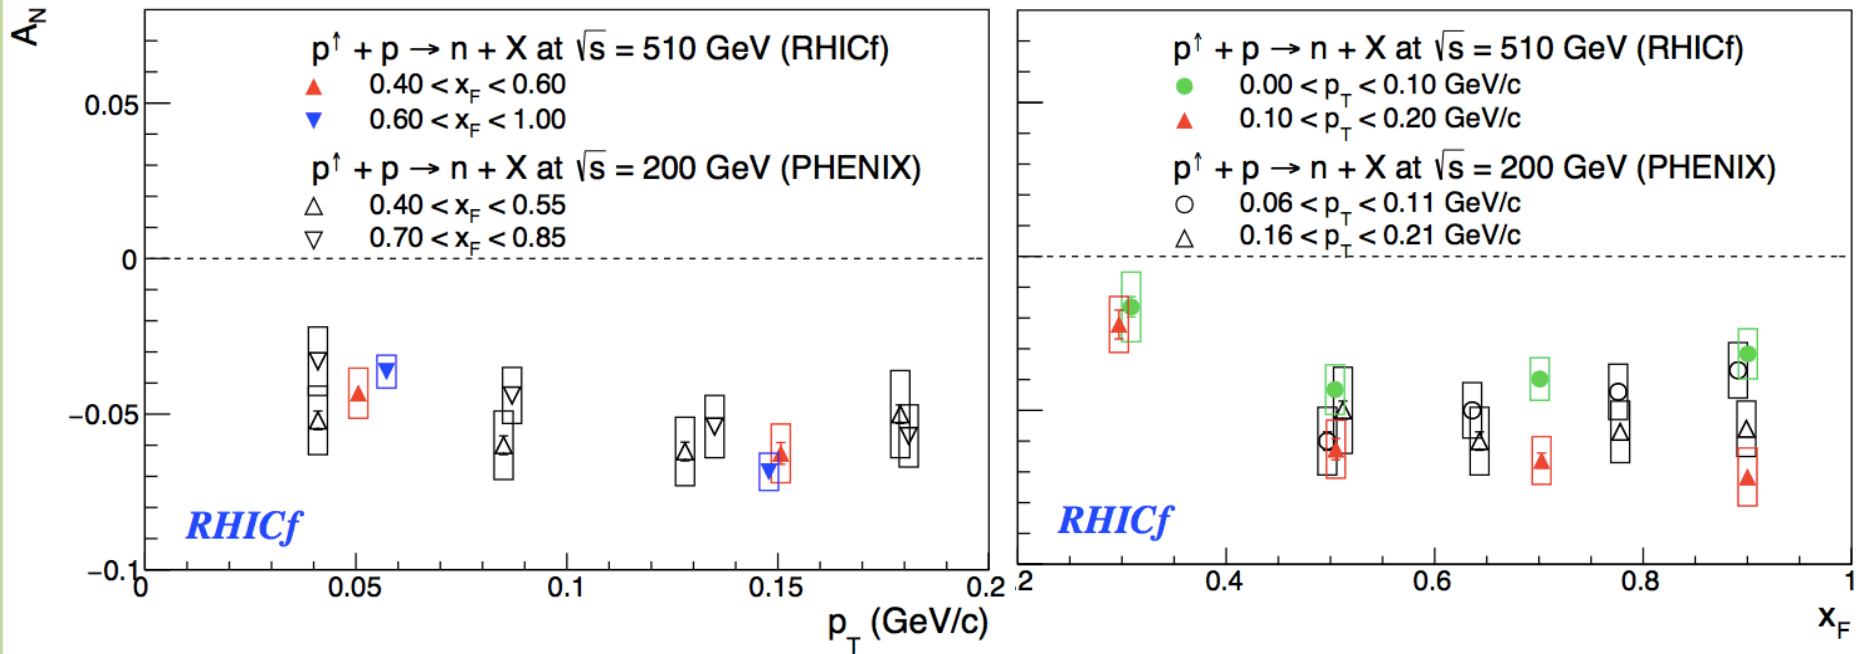 A_N
p↑ + p → n + X at √s = 510 GeV (RHICf)
0.40 < x_F < 0.60
0.60 < x_F < 1.00
p↑ + p → n + X at √s = 200 GeV (PHENIX)
0.40 < x_F < 0.55
0.70 < x_F < 0.85
0.05
0
−0.05
−0.1
RHICf
0 0.05 0.1 0.15 0.2
p_T (GeV/c)
p↑ + p → n + X at √s = 510 GeV (RHICf)
0.00 < p_T < 0.10 GeV/c
0.10 < p_T < 0.20 GeV/c
p↑ + p → n + X at √s = 200 GeV (PHENIX)
0.06 < p_T < 0.11 GeV/c
0.16 < p_T < 0.21 GeV/c
RHICf
.2 0.4 0.6 0.8 1
x_F